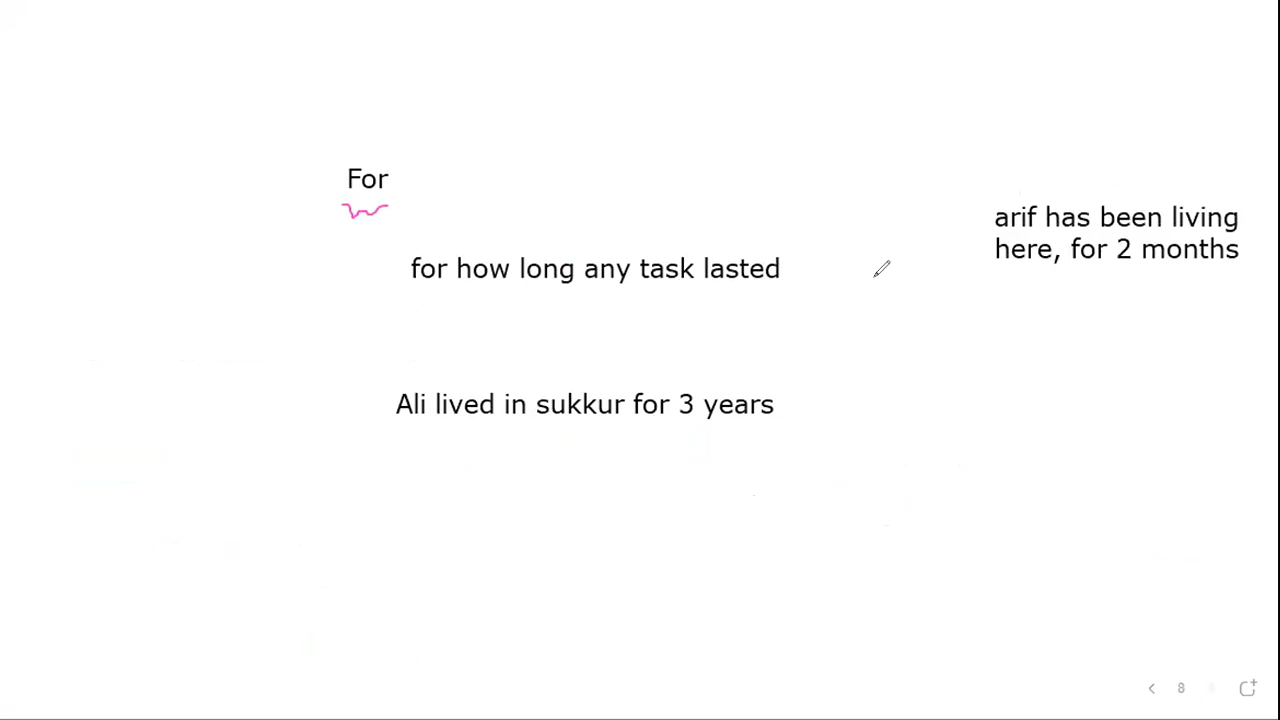 For
arif has been living
here, for 2 months
for how long any task lasted
Ali lived in sukkur for 3 years
8